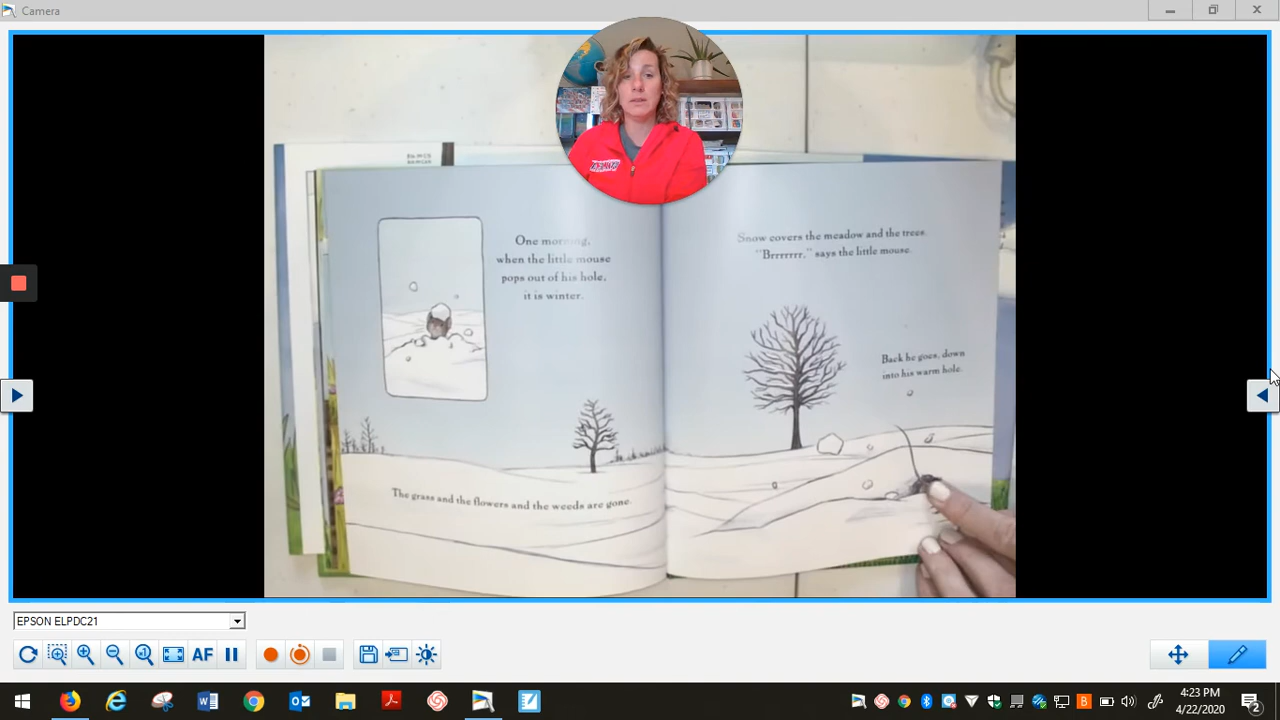 Camera
One morning,
when the little mouse
pops out of his hole,
it is winter.
The grass and the flowers and the weeds are gone.
Snow covers the meadow and the trees.
"Brrrrrrr," says the little mouse.
Back he goes, down
into his warm hole.
EPSON ELPDC21
AF
4:23 PM
4/22/2020